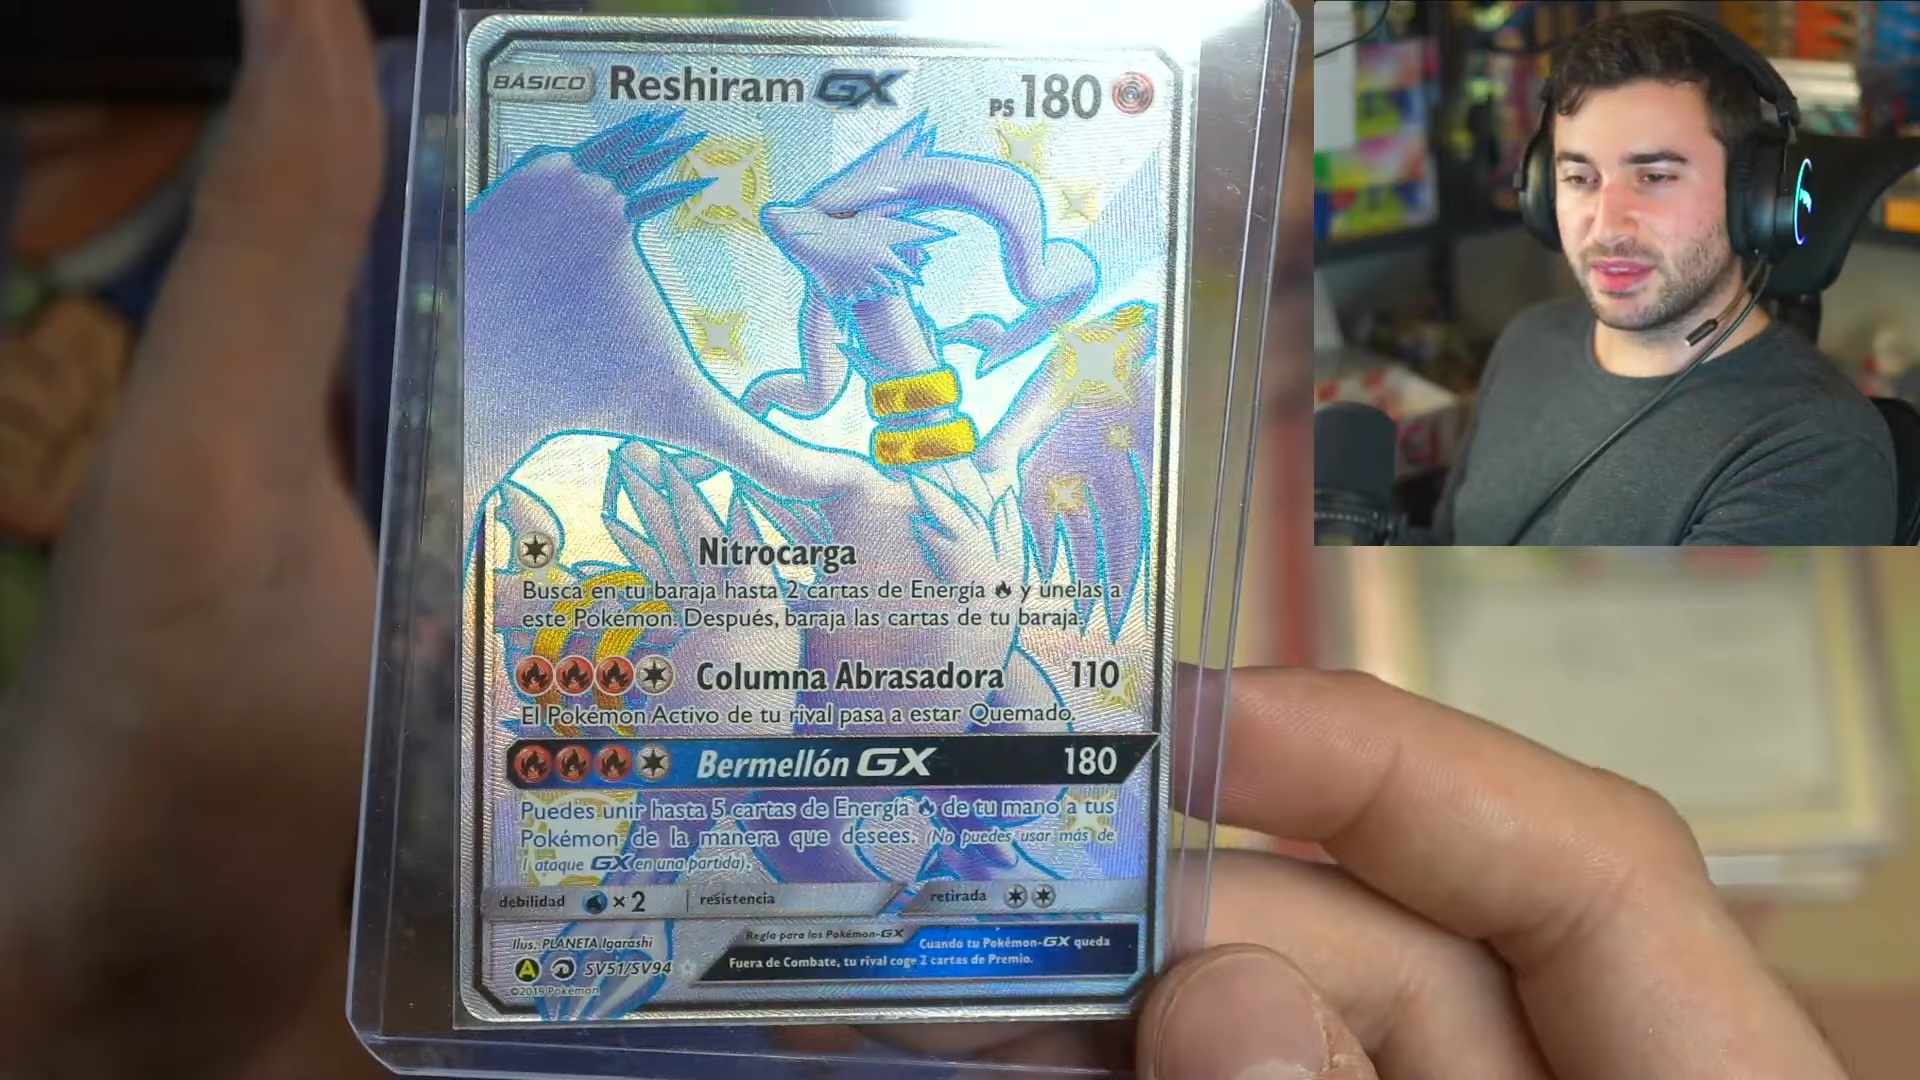 BÁSICO Reshiram GX PS 180
Nitrocarga
Busca en tu baraja hasta 2 cartas de Energía y únelas a
este Pokémon. Después, baraja las cartas de tu baraja.
Columna Abrasadora 110
El Pokémon Activo de tu rival pasa a estar Quemado.
Bermellón GX 180
Puedes unir hasta 5 cartas de Energía de tu mano a tus
Pokémon de la manera que desees. (No puedes usar más de
1 ataque GX en una partida).
debilidad ×2 resistencia retirada
Ilus. PLANETA Igarashi
Regla para los Pokémon-GX
Cuando tu Pokémon-GX queda
Fuera de Combate, tu rival coge 2 cartas de Premio.
A SV51/SV94
©2019 Pokémon